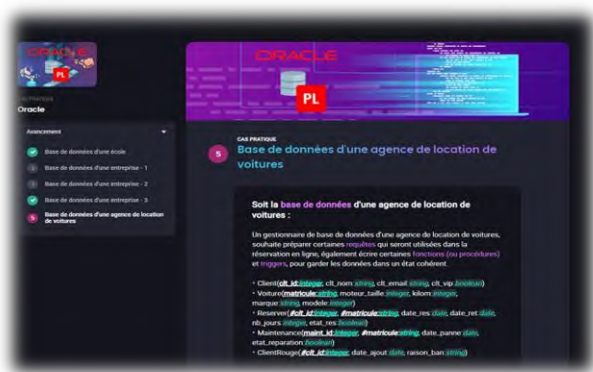 ORACLE
PL
CAS PRATIQUE
Oracle
Avancement
Base de données d'une école
Base de données d'une entreprise - 1
Base de données d'une entreprise - 2
Base de données d'une entreprise - 3
5
Base de données d'une agence de location
de voitures
ORACLE
PL
CAS PRATIQUE
5
Base de données d'une agence de location de
voitures
Soit la base de données d'une agence de location de
voitures :
Un gestionnaire de base de données d'une agence de location de voitures,
souhaite préparer certaines requêtes qui seront utilisées dans la
réservation en ligne, également écrire certaines fonctions (ou procédures)
et triggers, pour garder les données dans un état cohérent.
• Client(clt_id:integer, clt_nom:string, clt_email:string, clt_vip:boolean)
• Voiture(matricule:string, moteur_taille:integer, kilom:integer,
marque:string, modele:integer)
• Reserver(#clt_id:integer, #matricule:string, date_res:date, date_ret:date,
nb_jours:integer, etat_res:boolean)
• Maintenance(maint_id:integer, #matricule:string, date_panne:date,
etat_reparation:boolean)
• ClientRouge(#clt_id:integer, date_ajout:date, raison_ban:string)